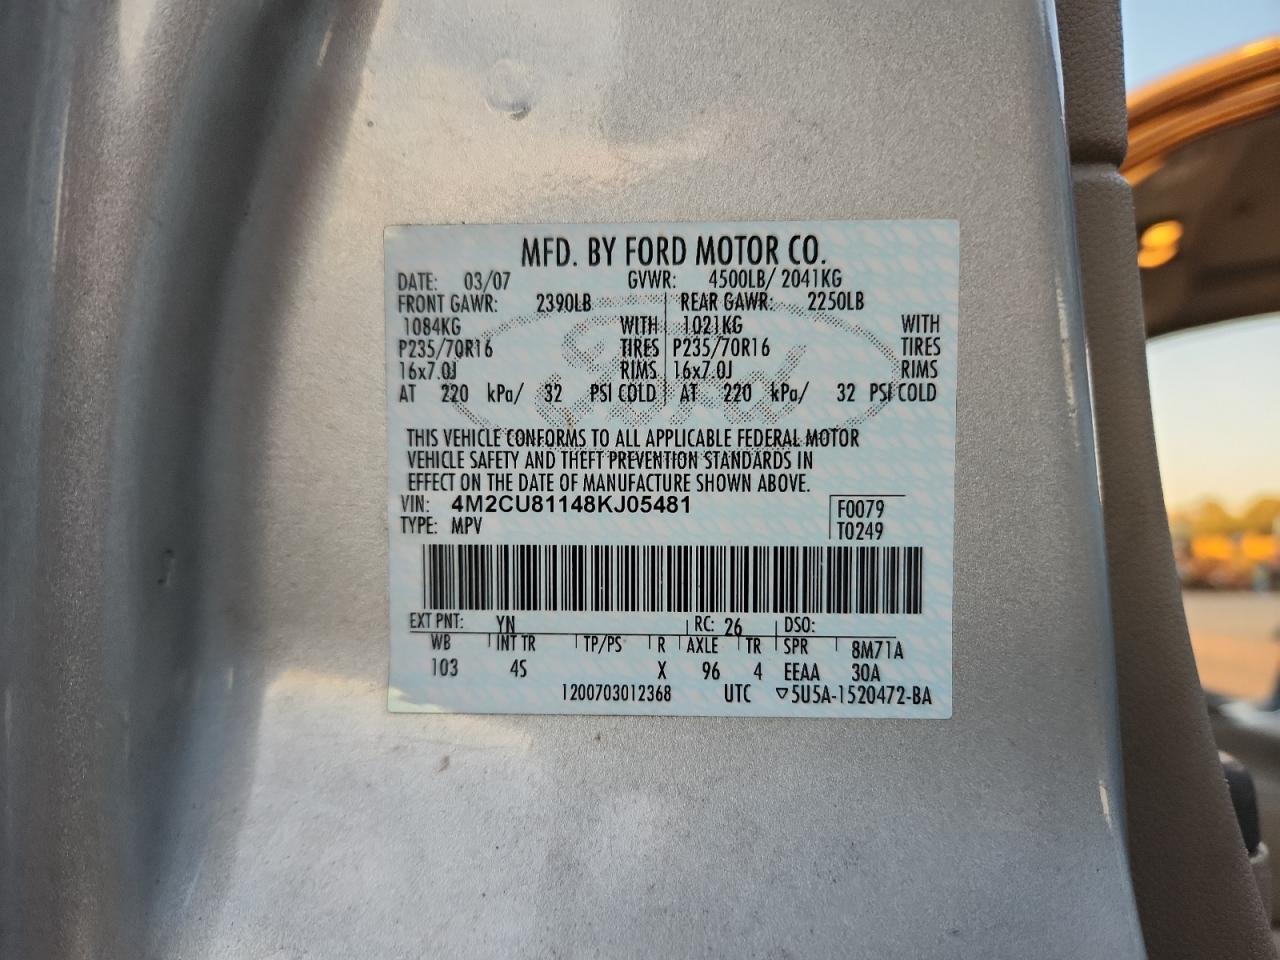 MFD. BY FORD MOTOR CO.
DATE: 03/07 GVWR: 4500LB/ 2041KG
FRONT GAWR: 2390LB REAR GAWR: 2250LB
1084KG WITH 1021KG WITH
P235/70R16 TIRES P235/70R16 TIRES
16x7.0J RIMS 16x7.0J RIMS
AT 220 kPa/ 32 PSI COLD AT 220 kPa/ 32 PSI COLD
THIS VEHICLE CONFORMS TO ALL APPLICABLE FEDERAL MOTOR
VEHICLE SAFETY AND THEFT PREVENTION STANDARDS IN
EFFECT ON THE DATE OF MANUFACTURE SHOWN ABOVE.
VIN: 4M2CU81148KJ05481 F0079
TYPE: MPV T0249
EXT PNT: YN RC: 26 DSO:
WB INT TR TP/PS R AXLE TR SPR 8M71A
103 4S X 96 4 EEAA 30A
1200703012368 UTC ▽5U5A-1520472-BA